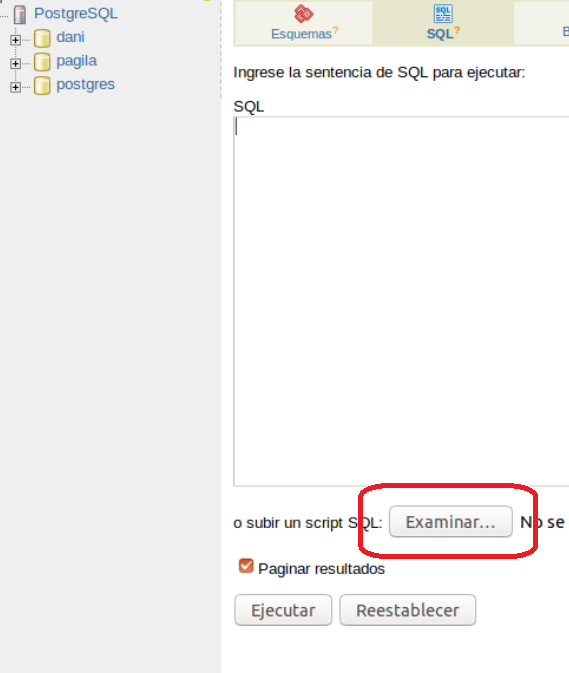 PostgreSQL
dani
pagila
postgres
Esquemas?
SQL?
Ingrese la sentencia de SQL para ejecutar:
SQL
o subir un script SQL: Examinar... No se
Paginar resultados
Ejecutar Reestablecer